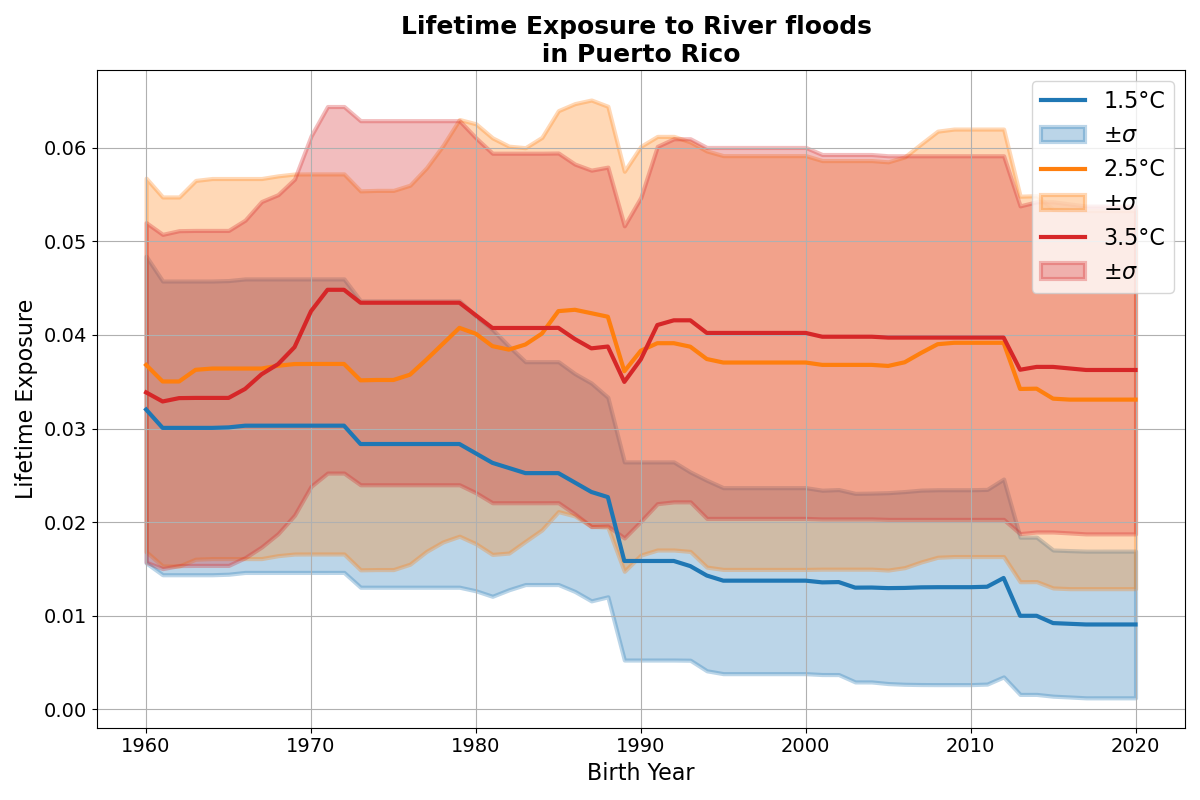 Lifetime Exposure to River floods
in Puerto Rico
Lifetime Exposure
0.06
0.05
0.04
0.03
0.02
0.01
0.00
1960
1970
1980
1990
2000
2010
2020
Birth Year
1.5°C
±σ
2.5°C
±σ
3.5°C
±σ